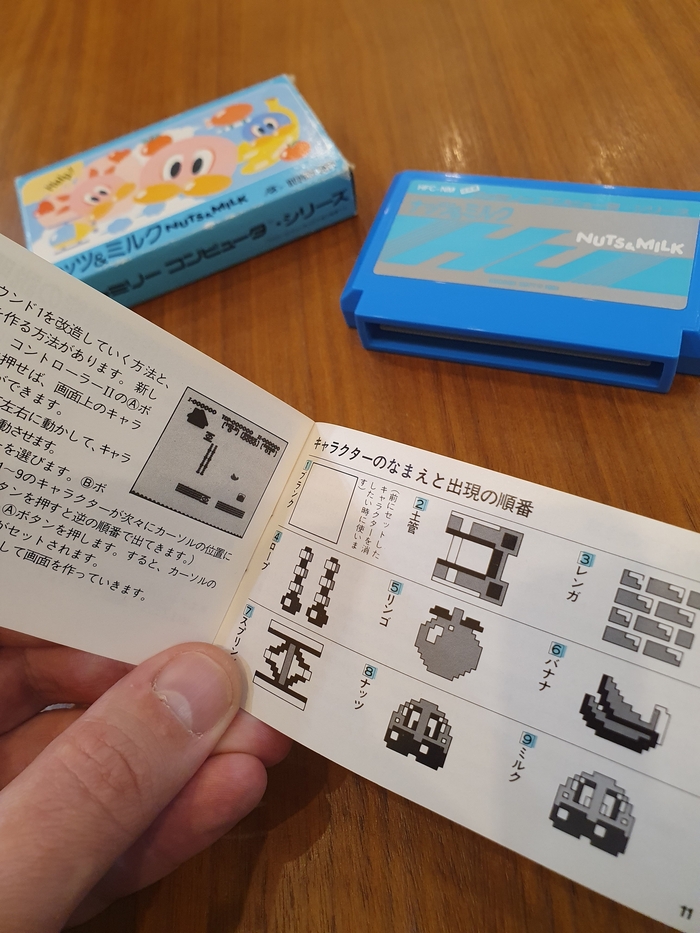 ッツ&ミルク NUTS&MILK
ミリー コンピュータ・シリーズ
HFC-
NUTS&MILK
ウンド1を改造していく方法と、
作る方法があります。新し
コントローラーIIのⒶボ
押せば、画面上のキャラ
ができます。
左右に動かして、キャラ
動させます。
を選びます。Ⓑボ
1~9のキャラクターが次々にカーソルの位置に
タンを押すと逆の順番で出てきます。)
Ⓐボタンを押します。すると、カーソルの
がセットされます。
して画面を作っていきます。
キャラクターのなまえと出現の順番
1 ブランク
(前にセットした
キャラクターを消
したい時に使いま
す)
2 土管
3 レンガ
4 ロープ
5 リンゴ
6 バナナ
7 スプリン
8 ナッツ
9 ミルク
11